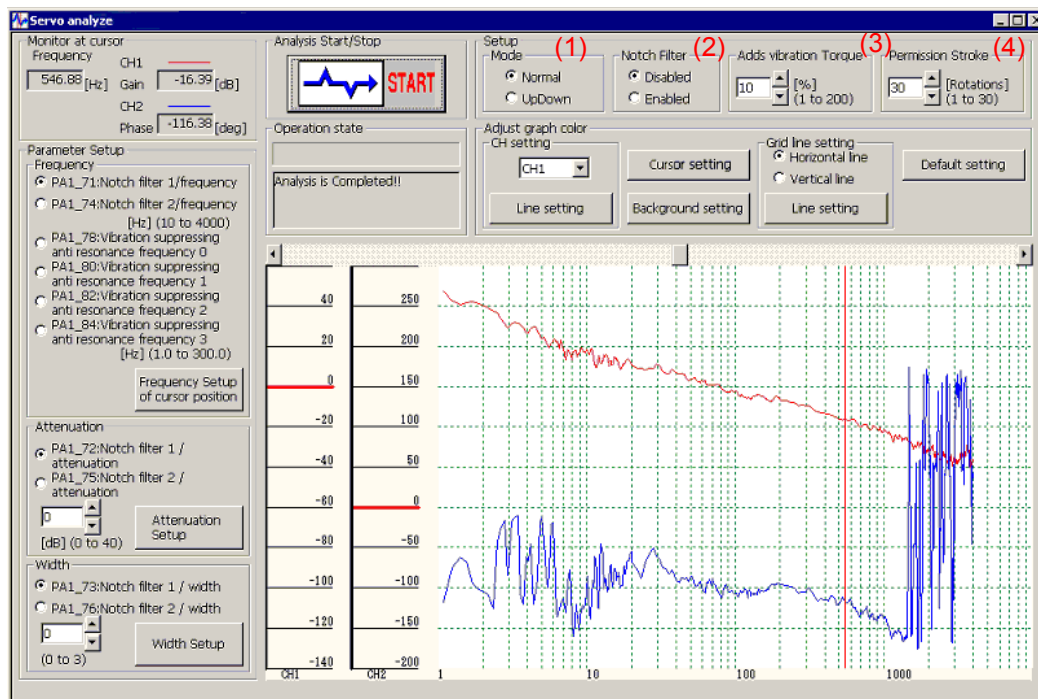 Servo analyze
Monitor at cursor
Frequency
546.88 [Hz]
CH1
Gain -16.39 [dB]
CH2
Phase -116.38 [deg]
Analysis Start/Stop
START
Setup
Mode (1)
Normal
UpDown
Notch Filter (2)
Disabled
Enabled
Adds vibration Torque (3)
10 [%]
(1 to 200)
Permission Stroke (4)
30 [Rotations]
(1 to 30)
Operation state
Analysis is Completed!!
Adjust graph color
CH setting
CH1
Line setting
Cursor setting
Background setting
Grid line setting
Horizontal line
Vertical line
Line setting
Default setting
Parameter Setup
Frequency
PA1_71:Notch filter 1/frequency
PA1_74:Notch filter 2/frequency
[Hz] (10 to 4000)
PA1_78:Vibration suppressing
anti resonance frequency 0
PA1_80:Vibration suppressing
anti resonance frequency 1
PA1_82:Vibration suppressing
anti resonance frequency 2
PA1_84:Vibration suppressing
anti resonance frequency 3
[Hz] (1.0 to 300.0)
Frequency Setup
of cursor position
Attenuation
PA1_72:Notch filter 1 /
attenuation
PA1_75:Notch filter 2 /
attenuation
0
[dB] (0 to 40)
Attenuation
Setup
Width
PA1_73:Notch filter 1 / width
PA1_76:Notch filter 2 / width
0
(0 to 3)
Width Setup
40 250
20 200
0 150
-20 100
-40 50
-60 0
-80 -50
-100 -100
-120 -150
-140 -200
CH1 CH2 1 10 100 1000